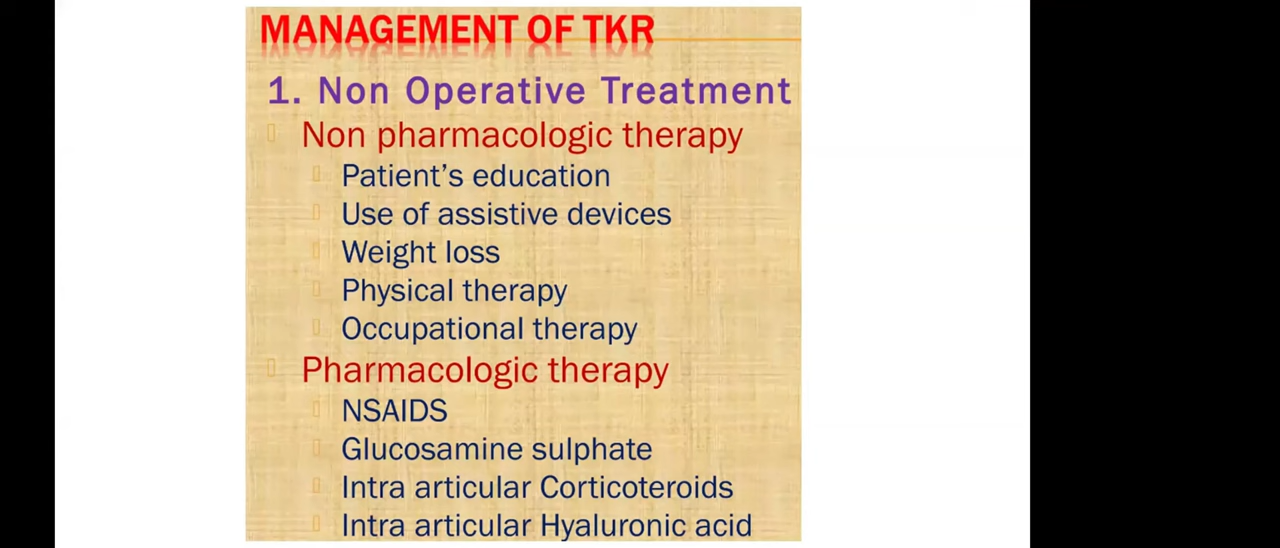 MANAGEMENT OF TKR
1. Non Operative Treatment
Non pharmacologic therapy
Patient's education
Use of assistive devices
Weight loss
Physical therapy
Occupational therapy
Pharmacologic therapy
NSAIDS
Glucosamine sulphate
Intra articular Corticoteroids
Intra articular Hyaluronic acid